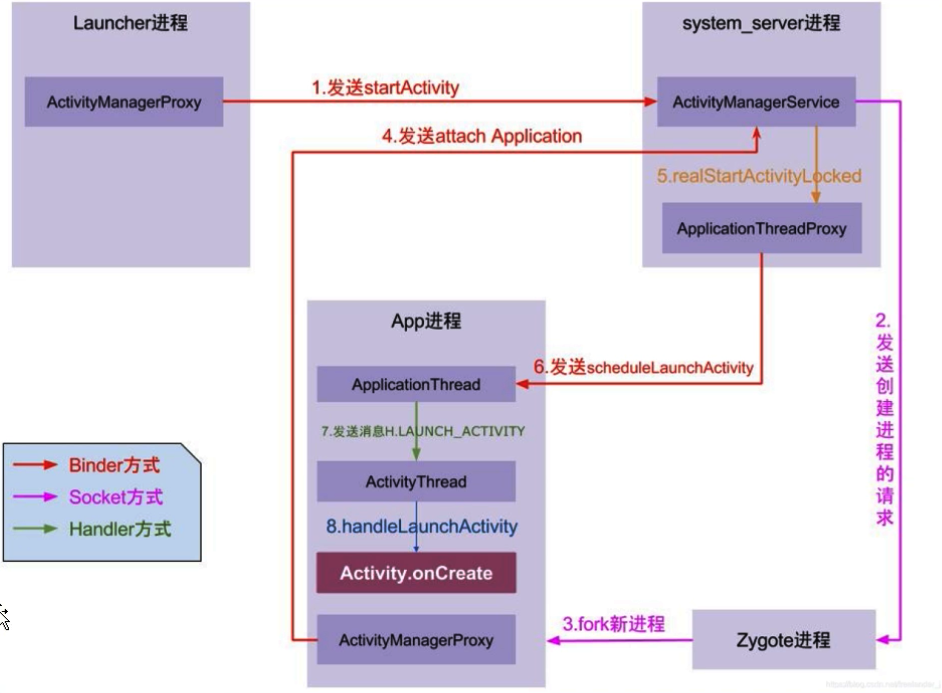 Launcher进程
system_server进程
ActivityManagerProxy
1.发送startActivity
ActivityManagerService
4.发送attach Application
5.realStartActivityLocked
ApplicationThreadProxy
2.发送创建进程的请求
App进程
6.发送scheduleLaunchActivity
ApplicationThread
7.发送消息H.LAUNCH_ACTIVITY
ActivityThread
8.handleLaunchActivity
Activity.onCreate
ActivityManagerProxy
3.fork新进程
Zygote进程
Binder方式
Socket方式
Handler方式